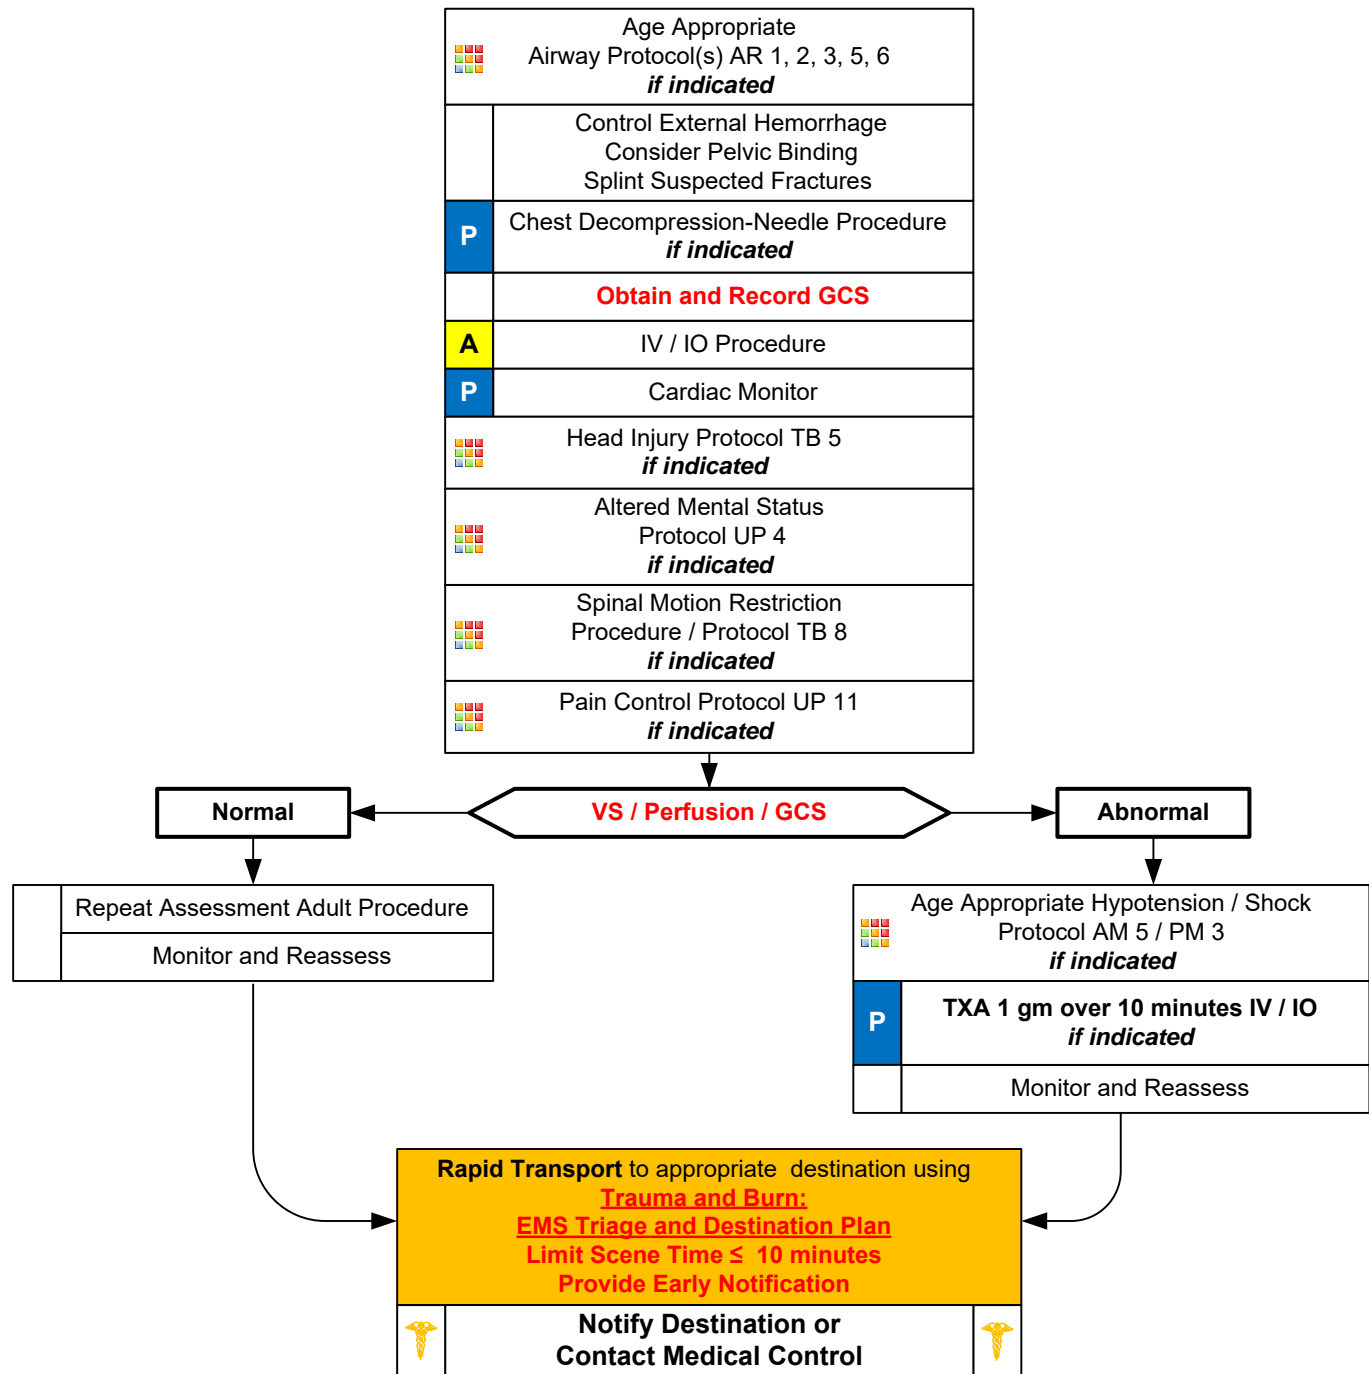 Age Appropriate
Airway Protocol(s) AR 1, 2, 3, 5, 6
if indicated
Control External Hemorrhage
Consider Pelvic Binding
Splint Suspected Fractures
P
Chest Decompression-Needle Procedure
if indicated
Obtain and Record GCS
A
IV / IO Procedure
P
Cardiac Monitor
Head Injury Protocol TB 5
if indicated
Altered Mental Status
Protocol UP 4
if indicated
Spinal Motion Restriction
Procedure / Protocol TB 8
if indicated
Pain Control Protocol UP 11
if indicated
Normal
VS / Perfusion / GCS
Abnormal
Repeat Assessment Adult Procedure
Monitor and Reassess
Age Appropriate Hypotension / Shock
Protocol AM 5 / PM 3
if indicated
P
TXA 1 gm over 10 minutes IV / IO
if indicated
Monitor and Reassess
Rapid Transport to appropriate destination using
Trauma and Burn:
EMS Triage and Destination Plan
Limit Scene Time ≤ 10 minutes
Provide Early Notification
Notify Destination or
Contact Medical Control